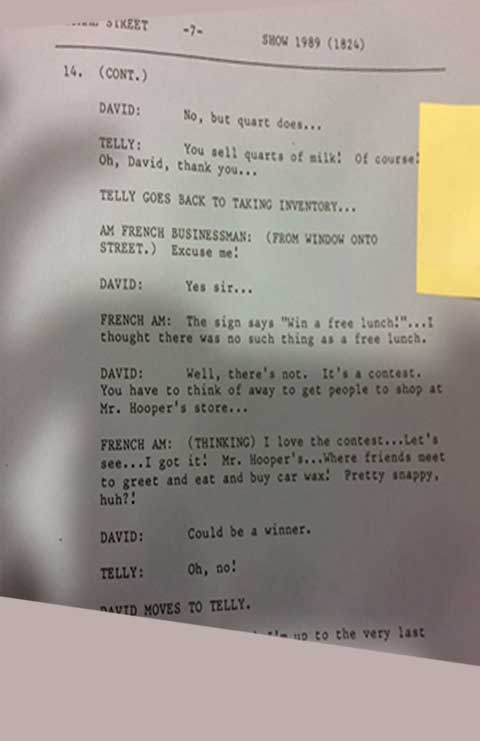 STREET -7- SHOW 1989 (1824)
14. (CONT.)
DAVID: No, but quart does...
TELLY: You sell quarts of milk! Of course!
Oh, David, thank you...
TELLY GOES BACK TO TAKING INVENTORY...
AM FRENCH BUSINESSMAN: (FROM WINDOW ONTO
STREET.) Excuse me!
DAVID: Yes sir...
FRENCH AM: The sign says "Win a free lunch!"...I
thought there was no such thing as a free lunch.
DAVID: Well, there's not. It's a contest.
You have to think of away to get people to shop at
Mr. Hooper's store...
FRENCH AM: (THINKING) I love the contest...Let's
see...I got it! Mr. Hooper's...Where friends meet
to greet and eat and buy car wax! Pretty snappy,
huh?!
DAVID: Could be a winner.
TELLY: Oh, no!
DAVID MOVES TO TELLY.
I'm up to the very last